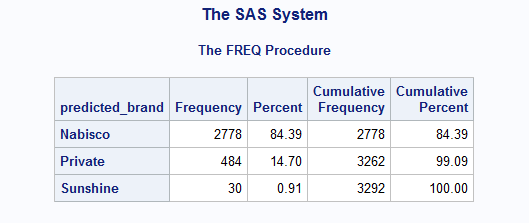 The SAS System
The FREQ Procedure
predicted_brand Frequency Percent Cumulative Frequency Cumulative Percent
Nabisco 2778 84.39 2778 84.39
Private 484 14.70 3262 99.09
Sunshine 30 0.91 3292 100.00